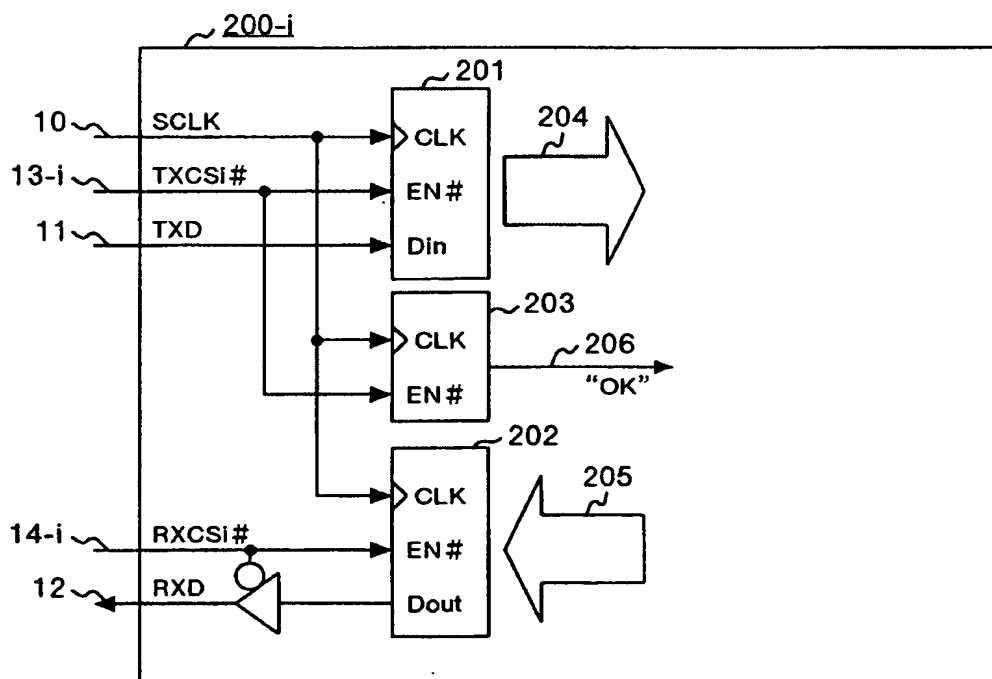 200-i
201
10 SCLK CLK 204
13-i TXCSi# EN#
11 TXD Din
203
CLK 206
EN# “OK”
202
CLK 205
14-i RXCSi# EN#
12 RXD Dout